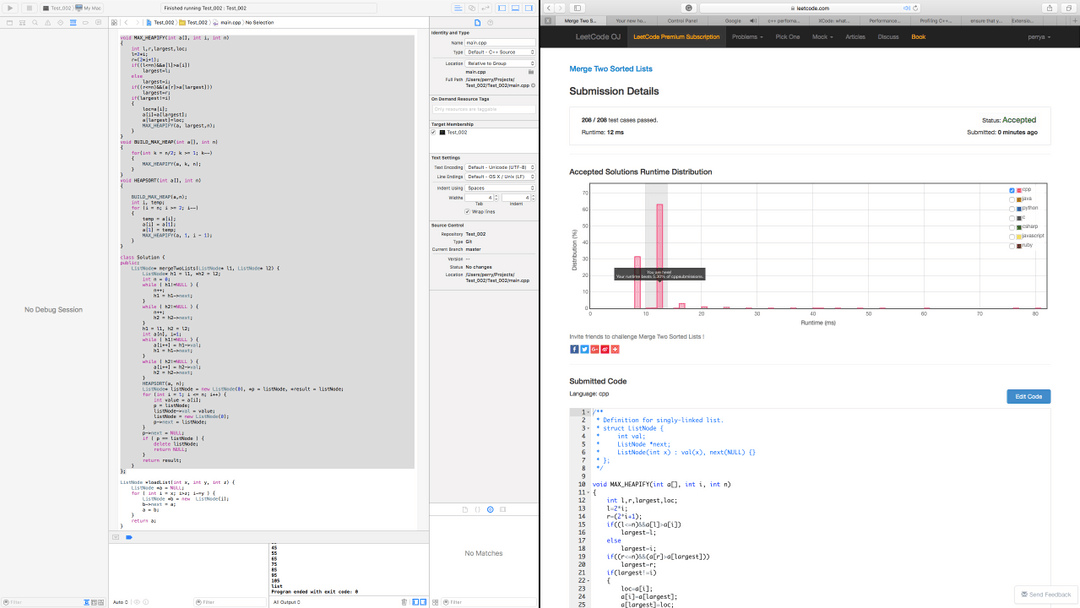 Test_002
My Mac
Finished running Test_002 : Test_002
Test_002
Test_002
main.cpp
No Selection
No Debug Session
void MAX_HEAPIFY(int a[], int i, int n)
{
int l,r,largest,loc;
l=2*i;
r=(2*i+1);
if((l<=n)&&a[l]>a[i])
largest=l;
else
largest=i;
if((r<=n)&&(a[r]>a[largest]))
largest=r;
if(largest!=i)
{
loc=a[i];
a[i]=a[largest];
a[largest]=loc;
MAX_HEAPIFY(a, largest,n);
}
}
void BUILD_MAX_HEAP(int a[], int n)
{
for(int k = n/2; k >= 1; k--)
{
MAX_HEAPIFY(a, k, n);
}
}
void HEAPSORT(int a[], int n)
{
BUILD_MAX_HEAP(a,n);
int i, temp;
for (i = n; i >= 2; i--)
{
temp = a[i];
a[i] = a[1];
a[1] = temp;
MAX_HEAPIFY(a, 1, i - 1);
}
}
class Solution {
public:
ListNode* mergeTwoLists(ListNode* l1, ListNode* l2) {
ListNode *h1 = l1, *h2 = l2;
int n = 0;
while ( h1!=NULL ) {
n++;
h1 = h1->next;
}
while ( h2!=NULL ) {
n++;
h2 = h2->next;
}
h1 = l1, h2 = l2;
int a[n], i=1;
while ( h1!=NULL ) {
a[i++] = h1->val;
h1 = h1->next;
}
while ( h2!=NULL ) {
a[i++] = h2->val;
h2 = h2->next;
}
HEAPSORT(a, n);
ListNode* listNode = new ListNode(0), *p = listNode, *result = listNode;
for (int i = 1; i <= n; i++) {
int value = a[i];
p = listNode;
listNode->val = value;
listNode = new ListNode(0);
p->next = listNode;
}
p->next = NULL;
if ( p == listNode ) {
delete listNode;
return NULL;
}
return result;
}
};
ListNode *loadList(int x, int y, int z) {
ListNode *a = NULL;
for ( int i = x; i>z; i-=y ) {
ListNode *b = new ListNode(i);
b->next = a;
a = b;
}
return a;
}
45
55
65
75
85
95
105
list
Program ended with exit code: 0
Filter
Auto
Filter
All Output
Filter
Identity and Type
Name main.cpp
Type Default - C++ Source
Location Relative to Group
main.cpp
Full Path /Users/perry/Projects/
Test_002/Test_002/main.cpp
On Demand Resource Tags
Only resources are taggable
Target Membership
Test_002
Text Settings
Text Encoding Default - Unicode (UTF-8)
Line Endings Default - OS X / Unix (LF)
Indent Using Spaces
Widths 4 4
Tab Indent
Wrap lines
Source Control
Repository Test_002
Type Git
Current Branch master
Version --
Status No changes
Location /Users/perry/Projects/
Test_002/Test_002/main.cpp
No Matches
leetcode.com
Merge Two S...
Your new to...
Control Panel
Google
c++ performa...
XCode: what...
Performance...
Profiling C++...
ensure that y...
Extension...
LeetCode OJ
LeetCode Premium Subscription
Problems
Pick One
Mock
Articles
Discuss
Book
perrys
Merge Two Sorted Lists
Submission Details
208 / 208 test cases passed.
Status: Accepted
Runtime: 12 ms
Submitted: 0 minutes ago
Accepted Solutions Runtime Distribution
Distribution (%)
70
60
50
40
30
20
10
0
0 10 20 30 40 50 60 70 80
Runtime (ms)
cpp
java
python
c
csharp
javascript
ruby
You are here!
Invite friends to challenge Merge Two Sorted Lists !
Submitted Code
Language: cpp
Edit Code
1 /**
2 * Definition for singly-linked list.
3 * struct ListNode {
4 * int val;
5 * ListNode *next;
6 * ListNode(int x) : val(x), next(NULL) {}
7 * };
8 */
9
10 void MAX_HEAPIFY(int a[], int i, int n)
11 {
12 int l,r,largest,loc;
13 l=2*i;
14 r=(2*i+1);
15 if((l<=n)&&a[l]>a[i])
16 largest=l;
17 else
18 largest=i;
19 if((r<=n)&&(a[r]>a[largest]))
20 largest=r;
21 if(largest!=i)
22 {
23 loc=a[i];
24 a[i]=a[largest];
25 a[largest]=loc;
Send Feedback